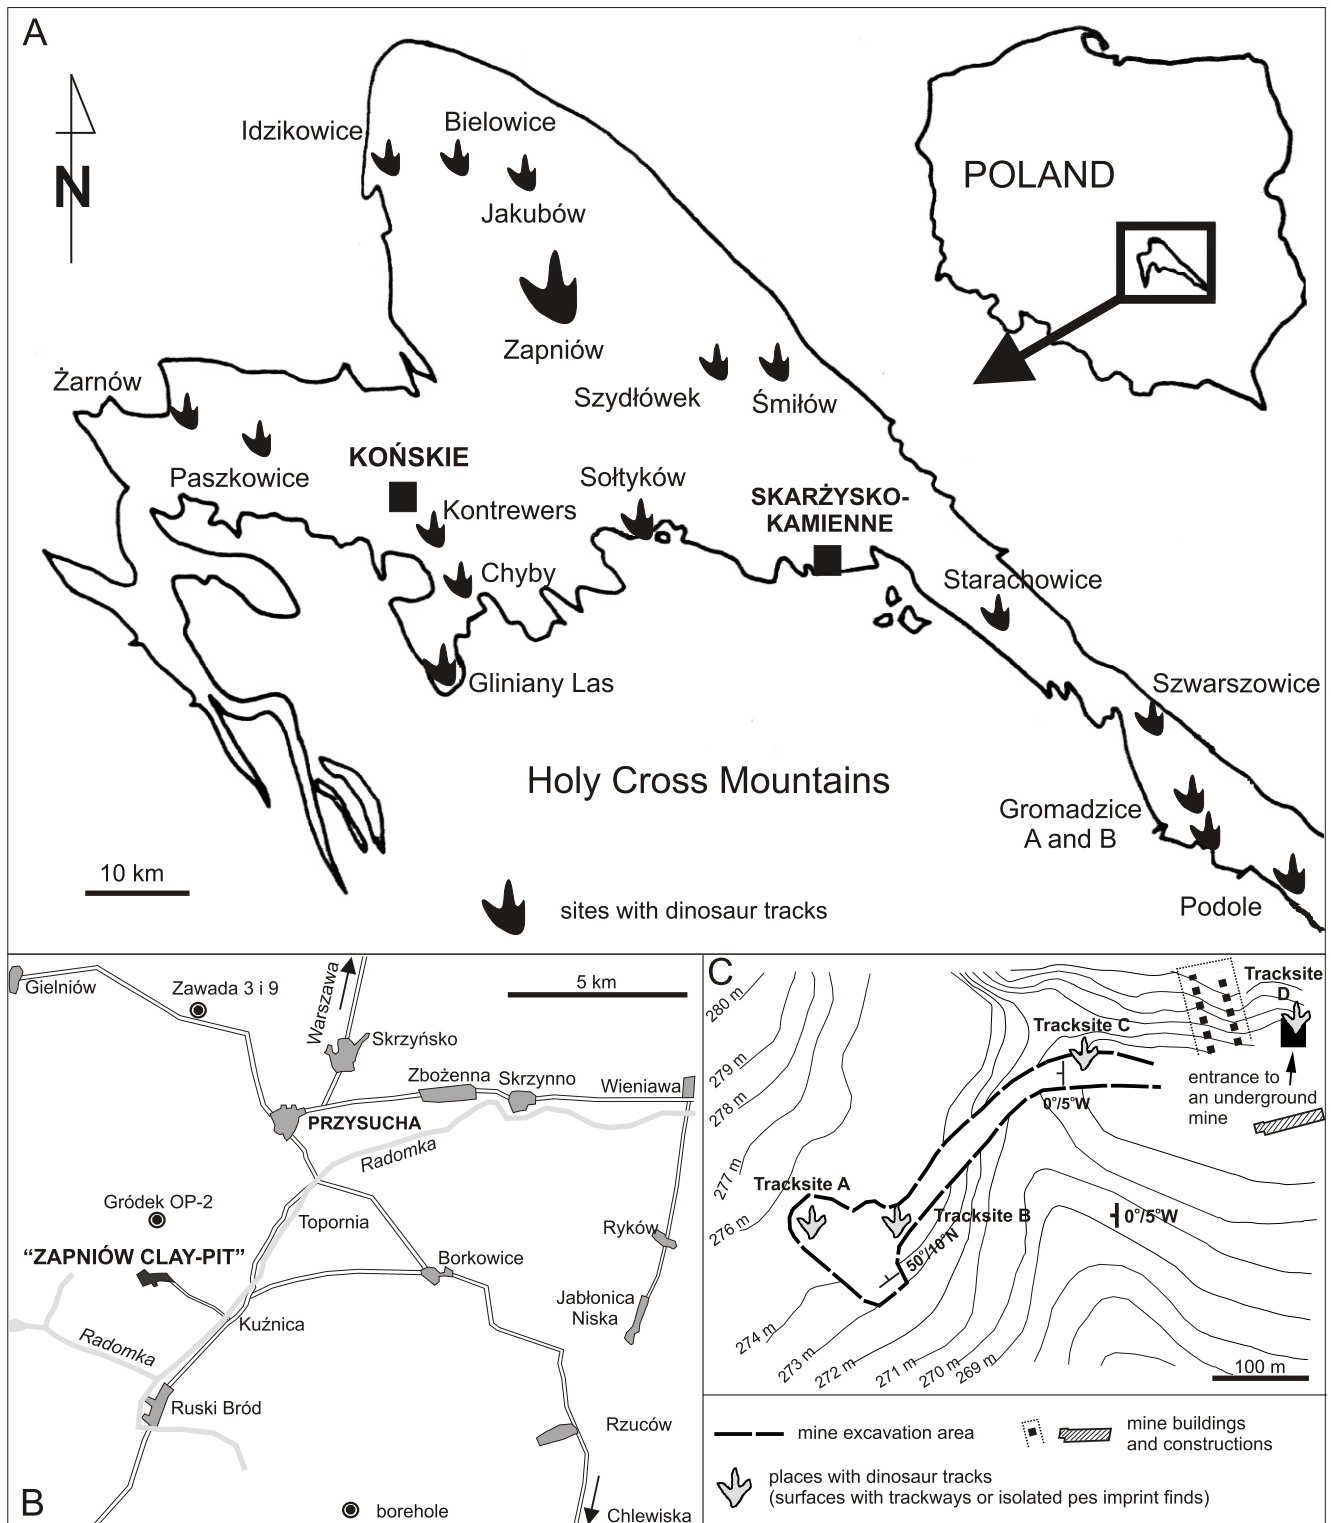 A
N
Idzikowice
Bielowice
Jakubów
POLAND
Zapniów
Żarnów
Szydłówek
Śmiłów
Paszkowice
KOŃSKIE
Sołtyków
SKARŻYSKO-
KAMIENNE
Kontrewers
Chyby
Starachowice
Gliniany Las
Szwarszowice
Holy Cross Mountains
Gromadzice
A and B
10 km
sites with dinosaur tracks
Podole
B
Gielniów
Zawada 3 i 9
Warszawa
5 km
Skrzyńsko
Zbożenna
Skrzynno
Wieniawa
PRZYSUCHA
Radomka
Gródek OP-2
Topornia
Ryków
“ZAPNIÓW CLAY-PIT”
Borkowice
Jabłonica
Niska
Kuźnica
Radomka
Ruski Bród
Rzuców
borehole
Chlewiska
C
280 m
279 m
278 m
277 m
276 m
274 m
273 m
272 m
271 m
270 m
269 m
Tracksite
D
Tracksite C
entrance to
an underground
mine
0°/5°W
Tracksite A
Tracksite B
0°/5°W
50°/10°N
100 m
mine excavation area
mine buildings
and constructions
places with dinosaur tracks
(surfaces with trackways or isolated pes imprint finds)